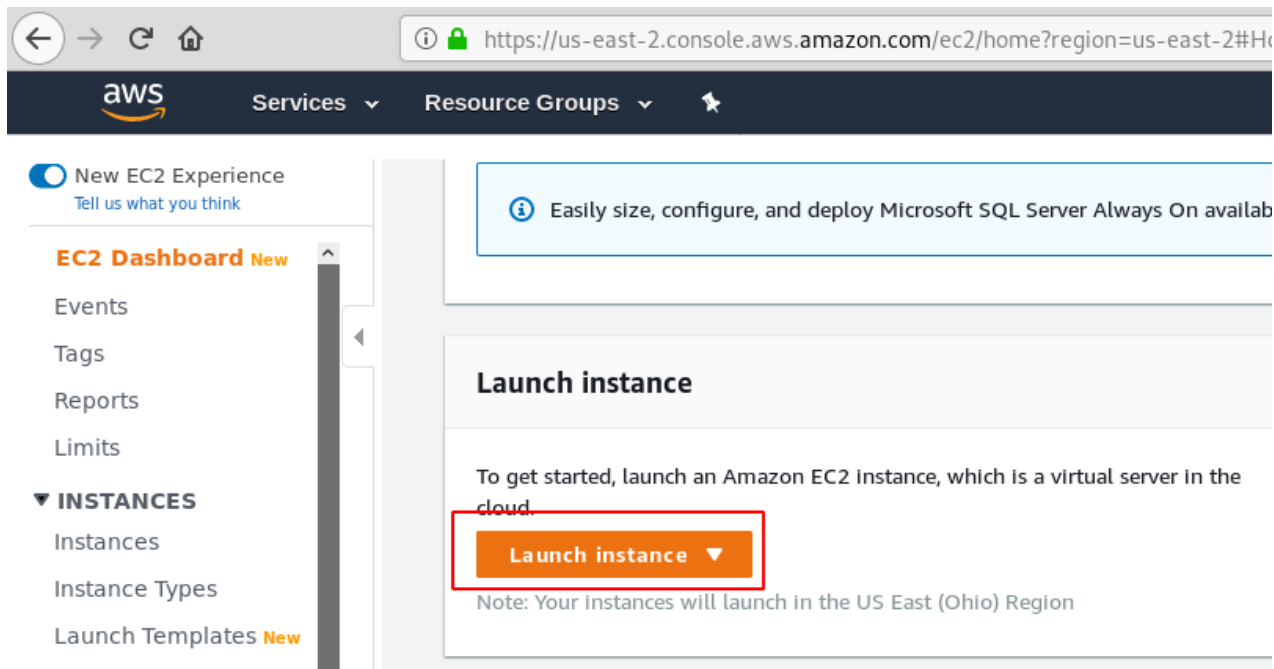 https://us-east-2.console.aws.amazon.com/ec2/home?region=us-east-2#H
aws
Services
Resource Groups
New EC2 Experience
Tell us what you think
EC2 Dashboard New
Events
Tags
Reports
Limits
INSTANCES
Instances
Instance Types
Launch Templates New
Easily size, configure, and deploy Microsoft SQL Server Always On availab
Launch instance
To get started, launch an Amazon EC2 instance, which is a virtual server in the
cloud.
Launch instance
Note: Your instances will launch in the US East (Ohio) Region